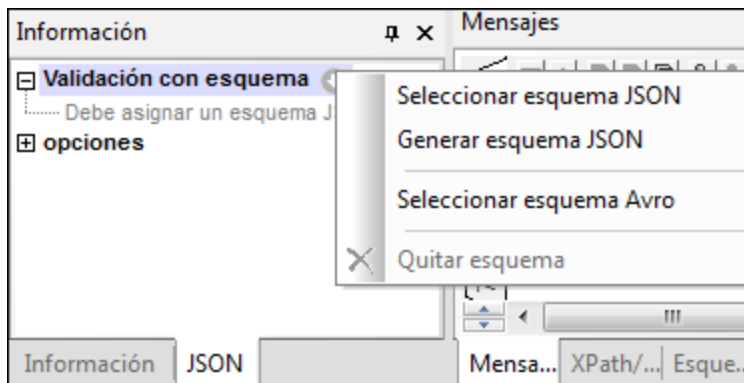 Información
Mensajes
Validación con esquema
Debe asignar un esquema
opciones
Seleccionar esquema JSON
Generar esquema JSON
Seleccionar esquema Avro
Quitar esquema
Información
JSON
Mensa...
XPath/...
Esque...